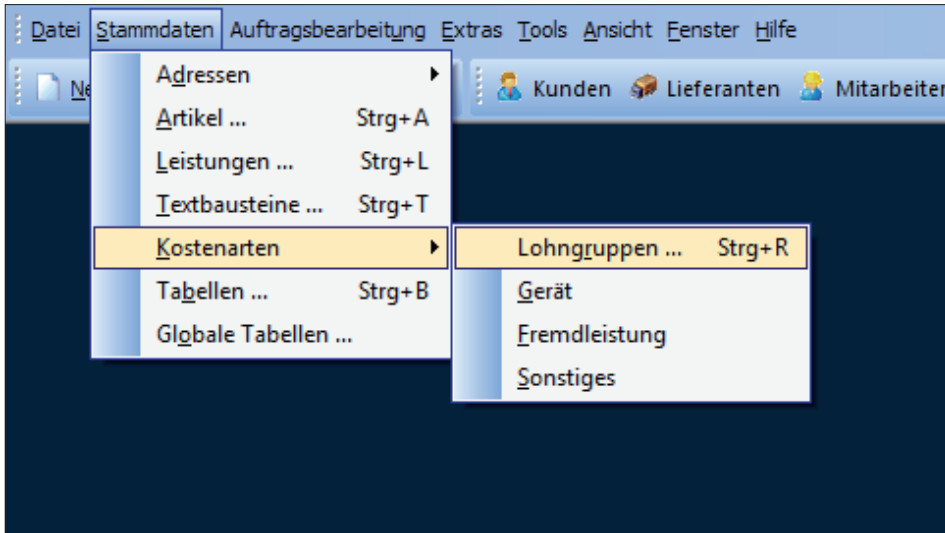 Datei Stammdaten Auftragsbearbeitung Extras Tools Ansicht Fenster Hilfe
Kunden Lieferanten Mitarbeiter
Adressen
Artikel ... Strg+A
Leistungen ... Strg+L
Textbausteine ... Strg+T
Kostenarten
Lohngruppen ... Strg+R
Tabellen ... Strg+B
Gerät
Globale Tabellen ...
Fremdleistung
Sonstiges